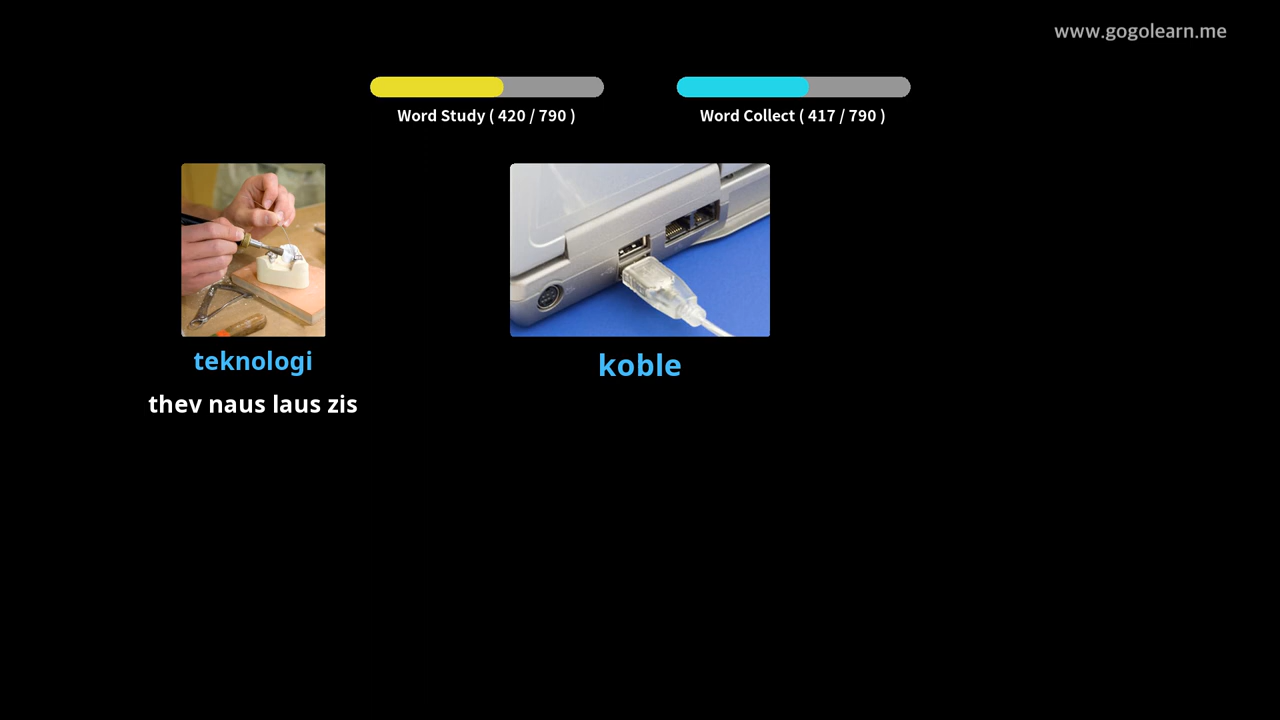 www.gogolearn.me
Word Study ( 420 / 790 )
Word Collect ( 417 / 790 )
teknologi
thev naus laus zis
koble